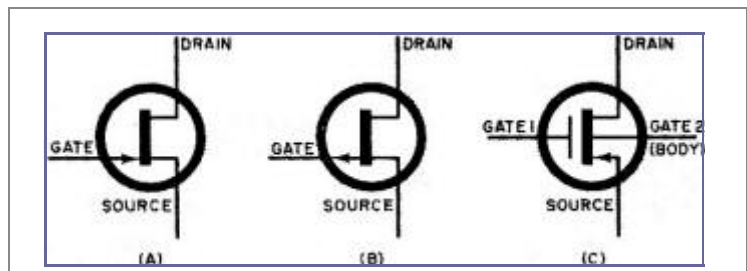 DRAIN
GATE
SOURCE
(A)
DRAIN
GATE
SOURCE
(B)
DRAIN
GATE 1
GATE 2
(BODY)
SOURCE
(C)